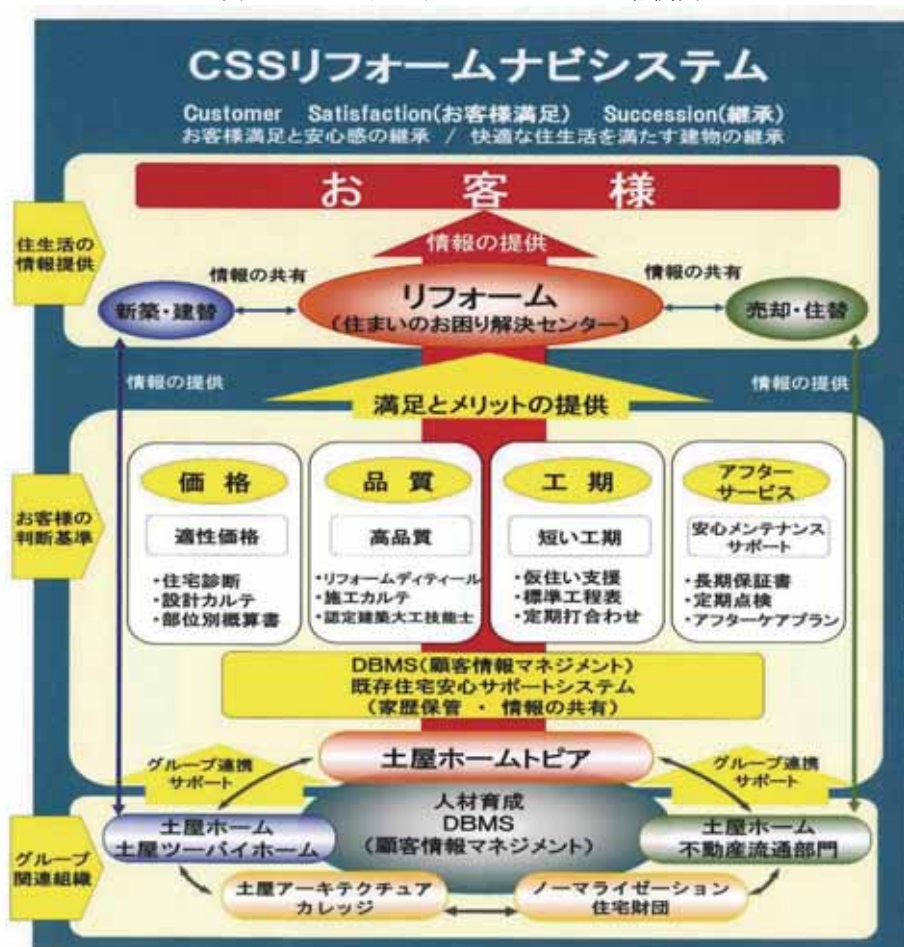 CSSリフォームナビシステム
Customer Satisfaction(お客様満足) Succession(継承)
お客様満足と安心感の継承 / 快適な住生活を満たす建物の継承
お客様
住生活の
情報提供
情報の提供
情報の共有
情報の共有
新築・建替
リフォーム
(住まいのお困り解決センター)
売却・住替
情報の提供
情報の提供
満足とメリットの提供
お客様の
判断基準
価格
適性価格
・住宅診断
・設計カルテ
・部位別概算書
品質
高品質
・リフォームディティール
・施工カルテ
・認定建築大工技能士
工期
短い工期
・仮住い支援
・標準工程表
・定期打合わせ
アフター
サービス
安心メンテナンス
サポート
・長期保証書
・定期点検
・アフターケアプラン
DBMS(顧客情報マネジメント)
既存住宅安心サポートシステム
(家歴保管 ・ 情報の共有)
グループ連携
サポート
土屋ホームトピア
グループ連携
サポート
グループ
関連組織
土屋ホーム
土屋ツーバイホーム
人材育成
DBMS
(顧客情報マネジメント)
土屋ホーム
不動産流通部門
土屋アーキテクチュア
カレッジ
ノーマライゼーション
住宅財団